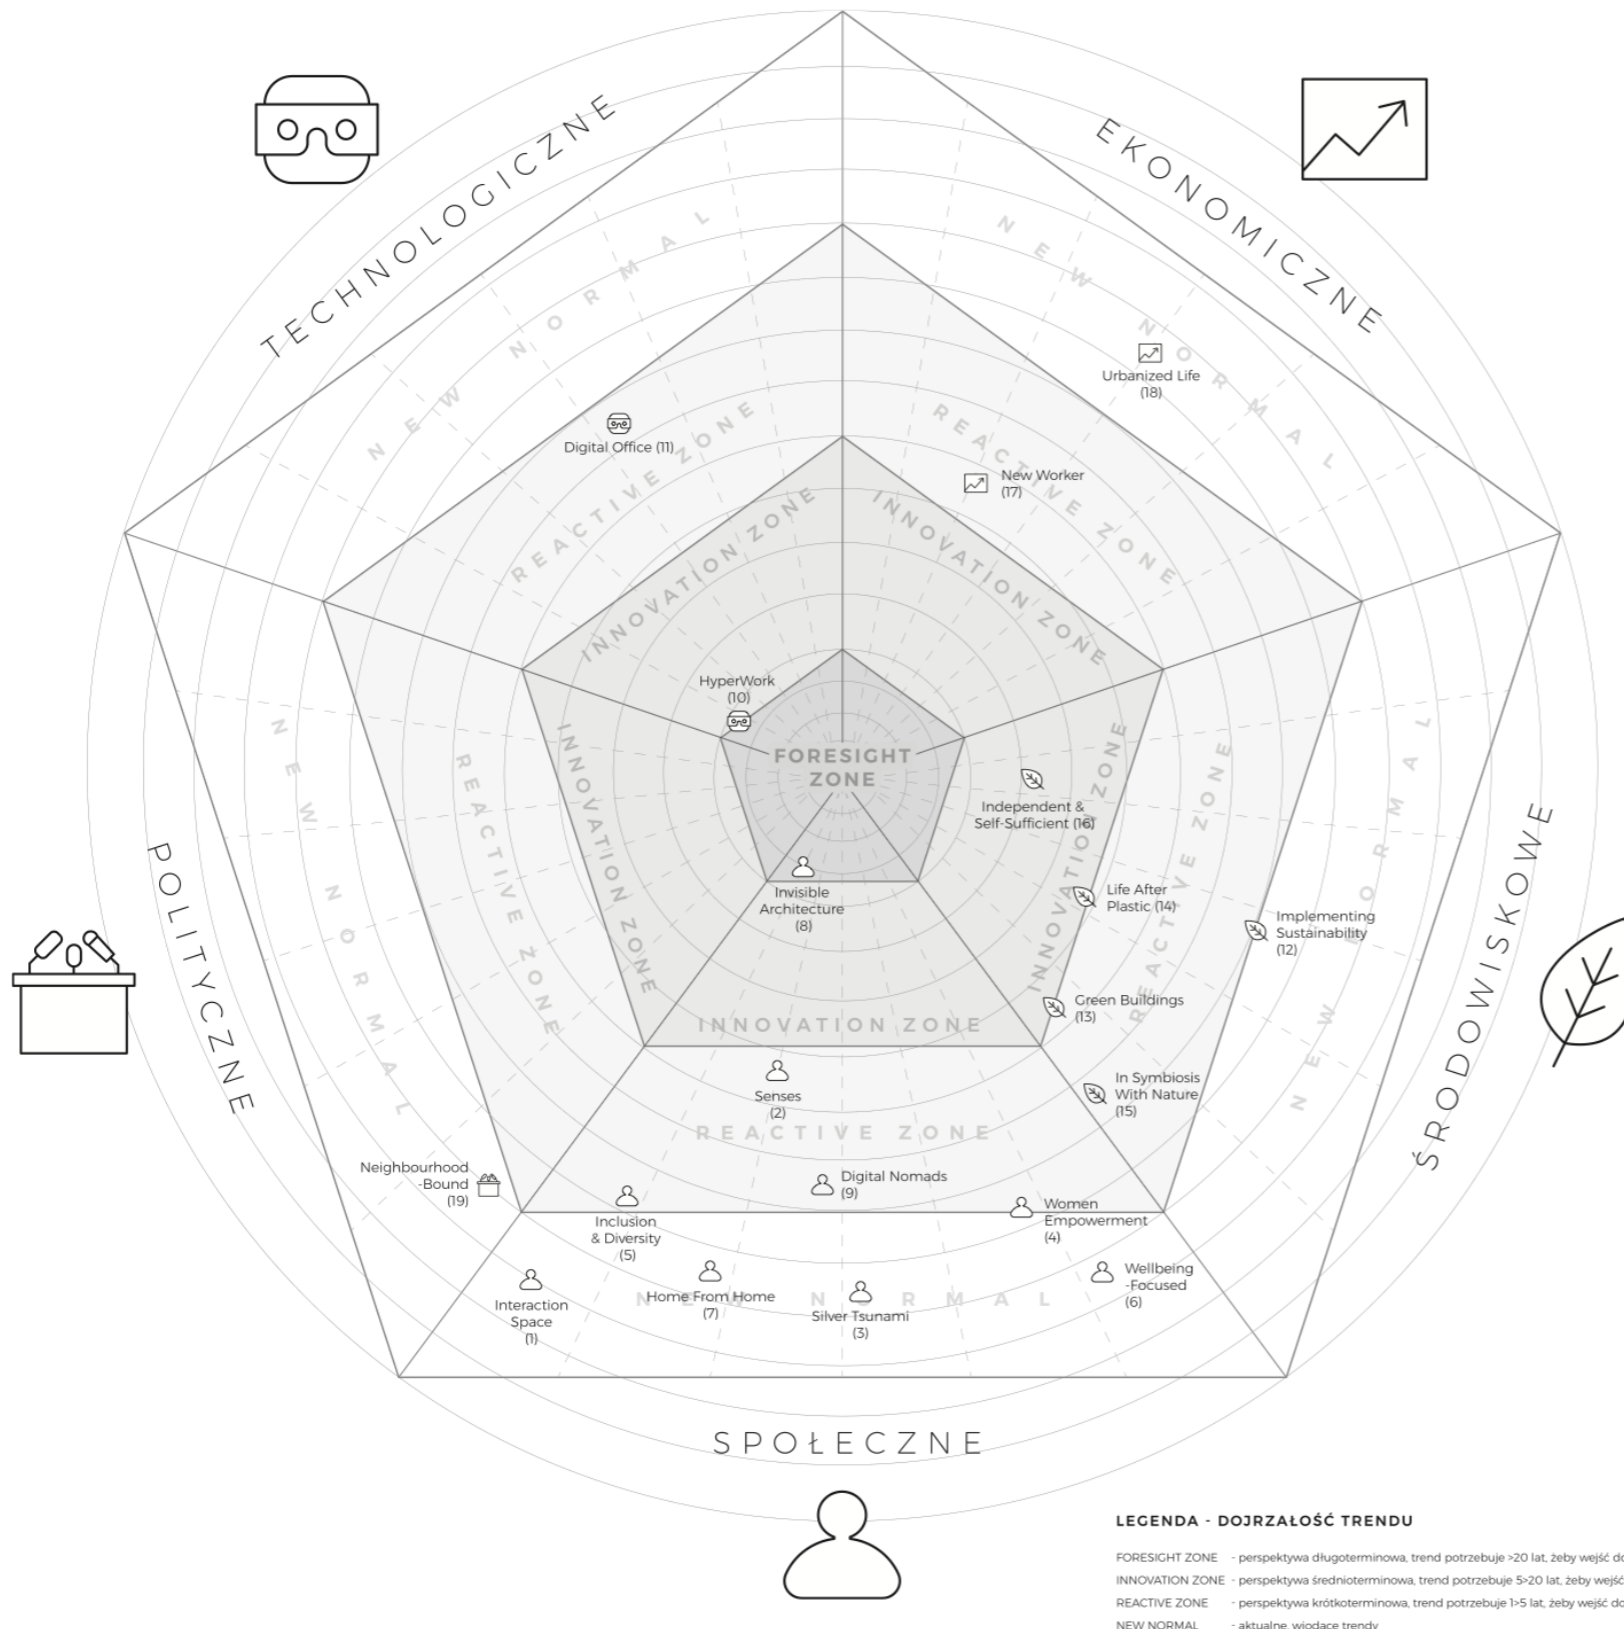 TECHNOLOGICZNE
EKONOMICZNE
NEW NORMAL
NEW NORMAL
Urbanized Life
(18)
Digital Office (11)
REACTIVE ZONE
REACTIVE ZONE
New Worker
(17)
INNOVATION ZONE
INNOVATION ZONE
HyperWork
(10)
FORESIGHT
ZONE
POLITYCZNE
NEW NORMAL
REACTIVE ZONE
INNOVATION ZONE
Independent &
Self-Sufficient (16)
INNOVATION ZONE
REACTIVE ZONE
NEW NORMAL
ŚRODOWISKOWE
Invisible
Architecture
(8)
Life After
Plastic (14)
Implementing
Sustainability
(12)
Green Buildings
(13)
INNOVATION ZONE
Senses
(2)
In Symbiosis
With Nature
(15)
REACTIVE ZONE
Neighbourhood
-Bound
(19)
Digital Nomads
(9)
Inclusion
& Diversity
(5)
Women
Empowerment
(4)
Interaction
Space
(1)
Home From Home
(7)
NEW NORMAL
Silver Tsunami
(3)
Wellbeing
-Focused
(6)
SPOŁECZNE
LEGENDA - DOJRZAŁOŚĆ TRENDU
FORESIGHT ZONE - perspektywa długoterminowa, trend potrzebuje >20 lat, żeby wejść do
INNOVATION ZONE - perspektywa średnioterminowa, trend potrzebuje 5>20 lat, żeby wejść
REACTIVE ZONE - perspektywa krótkoterminowa, trend potrzebuje 1>5 lat, żeby wejść do
NEW NORMAL - aktualne, wiodące trendy